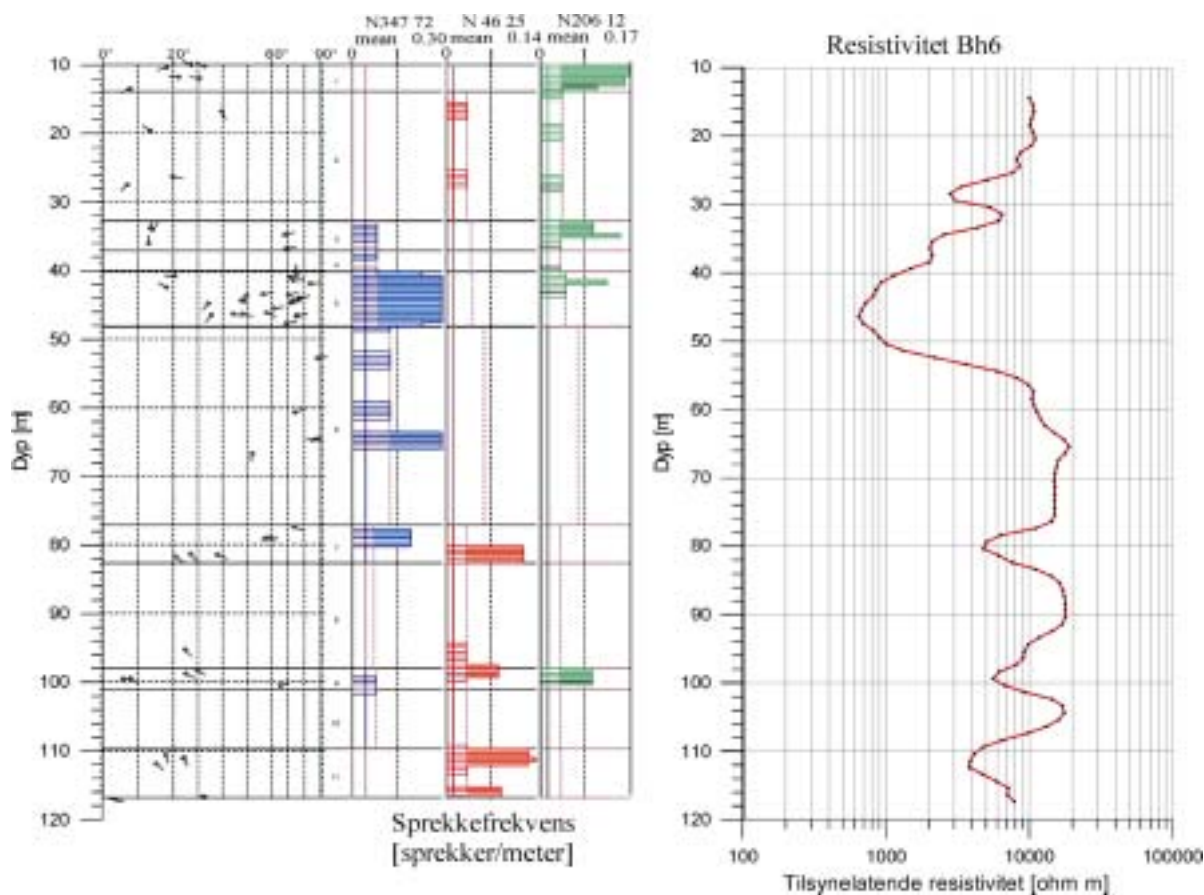 N347 72 N 46 25 N206 12
mean 0.30 mean 0.14 mean 0.17
0° 20° 60° 90° 0 0 0
10
20
30
40
50
60
70
80
90
100
110
120
Dyp [m]
Sprekkefrekvens
[sprekker/meter]
Resistivitet Bh6
10
20
30
40
50
60
70
80
90
100
110
120
Dyp [m]
100 1000 10000 100000
Tilsynelatende resistivitet [ohm m]